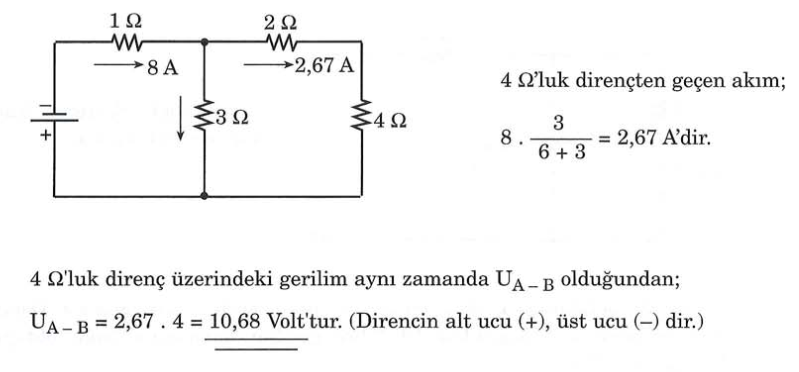 1 Ω 2 Ω
8 A 2,67 A
4 Ω'luk dirençten geçen akım;
3 Ω 4 Ω
8 . 3 / 6 + 3 = 2,67 A'dir.
– +
4 Ω'luk direnç üzerindeki gerilim aynı zamanda U_A – B olduğundan;
U_A – B = 2,67 . 4 = 10,68 Volt'tur. (Direncin alt ucu (+), üst ucu (–) dir.)